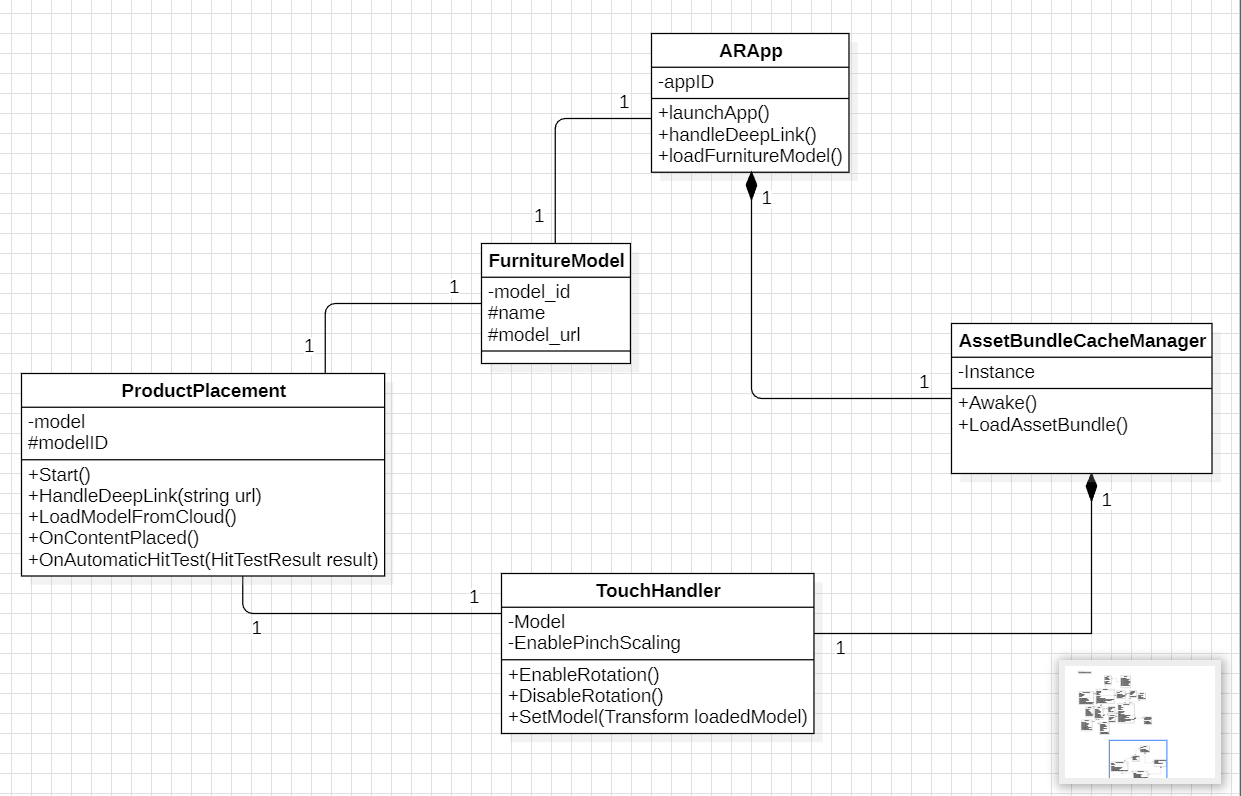 ARApp
-appID
+launchApp()
+handleDeepLink()
+loadFurnitureModel()
1
1
1
FurnitureModel
-model_id
#name
#model_url
1
1
1
AssetBundleCacheManager
-Instance
+Awake()
+LoadAssetBundle()
1
ProductPlacement
-model
#modelID
+Start()
+HandleDeepLink(string url)
+LoadModelFromCloud()
+OnContentPlaced()
+OnAutomaticHitTest(HitTestResult result)
1
1
TouchHandler
-Model
-EnablePinchScaling
+EnableRotation()
+DisableRotation()
+SetModel(Transform loadedModel)
1